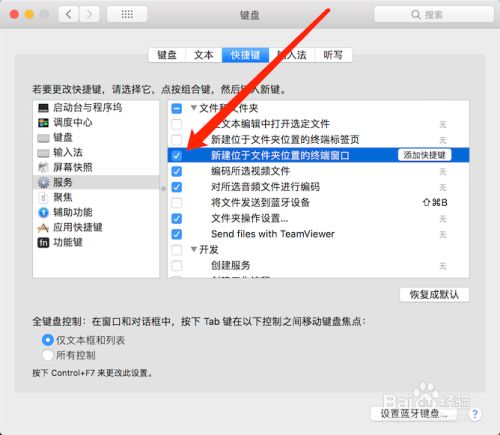 键盘
搜索
键盘 文本 快捷键 输入法 听写
若要更改快捷键，请选择它，点按组合键，然后输入新键。
启动台与程序坞
调度中心
键盘
输入法
屏幕快照
服务
聚焦
辅助功能
应用快捷键
fn 功能键
文件和文件夹
在文本编辑中打开选定文件 无
新建位于文件夹位置的终端标签页 无
新建位于文件夹位置的终端窗口 添加快捷键
编码所选视频文件 无
对所选音频文件进行编码 无
将文件发送到蓝牙设备 ⇧⌘B
文件夹操作设置... 无
Send files with TeamViewer 无
开发
创建服务 无
创建工作流程 无
恢复成默认
全键盘控制：在窗口和对话框中，按下 Tab 键在以下控制之间移动键盘焦点：
仅文本框和列表
所有控制
按下 Control+F7 来更改此设置。
设置蓝牙键盘... ?
Baidu 经验